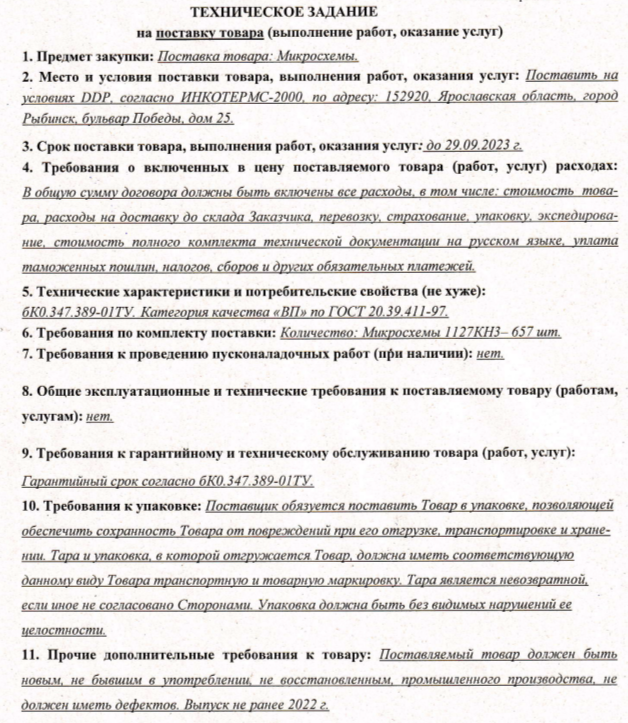 ТЕХНИЧЕСКОЕ ЗАДАНИЕ
на поставку товара (выполнение работ, оказание услуг)
1. Предмет закупки: Поставка товара: Микросхемы.
2. Место и условия поставки товара, выполнения работ, оказания услуг: Поставить на
условиях DDP, согласно ИНКОТЕРМС-2000, по адресу: 152920, Ярославская область, город
Рыбинск, бульвар Победы, дом 25.
3. Срок поставки товара, выполнения работ, оказания услуг: до 29.09.2023 г.
4. Требования о включенных в цену поставляемого товара (работ, услуг) расходах:
В общую сумму договора должны быть включены все расходы, в том числе: стоимость това-
ра, расходы на доставку до склада Заказчика, перевозку, страхование, упаковку, экспедирова-
ние, стоимость полного комплекта технической документации на русском языке, уплата
таможенных пошлин, налогов, сборов и других обязательных платежей.
5. Технические характеристики и потребительские свойства (не хуже):
бК0.347.389-01ТУ. Категория качества «ВП» по ГОСТ 20.39.411-97.
6. Требования по комплекту поставки: Количество: Микросхемы 1127КН3– 657 шт.
7. Требования к проведению пусконаладочных работ (при наличии): нет.
8. Общие эксплуатационные и технические требования к поставляемому товару (работам,
услугам): нет.
9. Требования к гарантийному и техническому обслуживанию товара (работ, услуг):
Гарантийный срок согласно бК0.347.389-01ТУ.
10. Требования к упаковке: Поставщик обязуется поставить Товар в упаковке, позволяющей
обеспечить сохранность Товара от повреждений при его отгрузке, транспортировке и хране-
нии. Тара и упаковка, в которой отгружается Товар, должна иметь соответствующую
данному виду Товара транспортную и товарную маркировку. Тара является невозвратной,
если иное не согласовано Сторонами. Упаковка должна быть без видимых нарушений ее
целостности.
11. Прочие дополнительные требования к товару: Поставляемый товар должен быть
новым, не бывшим в употреблении, не восстановленным, промышленного производства, не
должен иметь дефектов. Выпуск не ранее 2022 г.